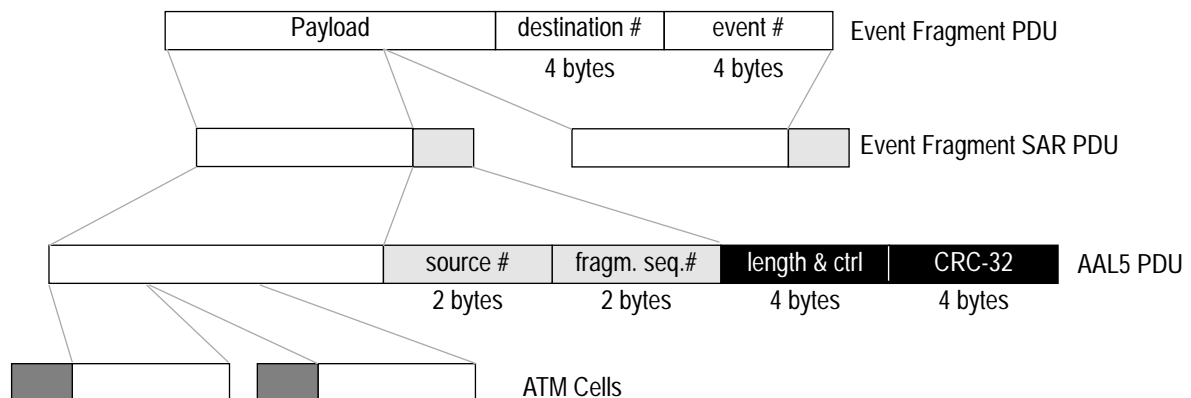 Payload destination # event # Event Fragment PDU
4 bytes 4 bytes
Event Fragment SAR PDU
source # fragm. seq.# length & ctrl CRC-32 AAL5 PDU
2 bytes 2 bytes 4 bytes 4 bytes
ATM Cells